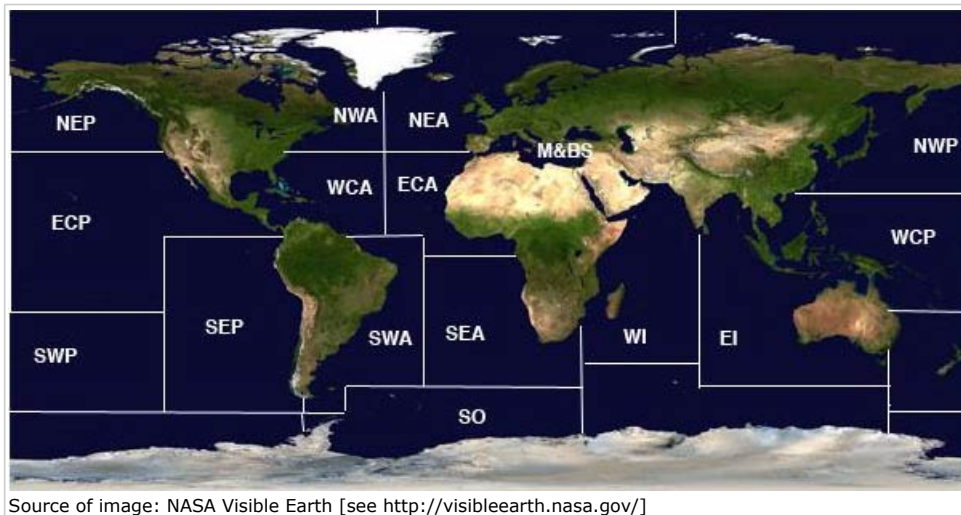 NWA
NEP
NEA
M&BS
NWP
WCA
ECA
ECP
WCP
SEP
SWA
SEA
WI
EI
SWP
SO
Source of image: NASA Visible Earth [see http://visibleearth.nasa.gov/]